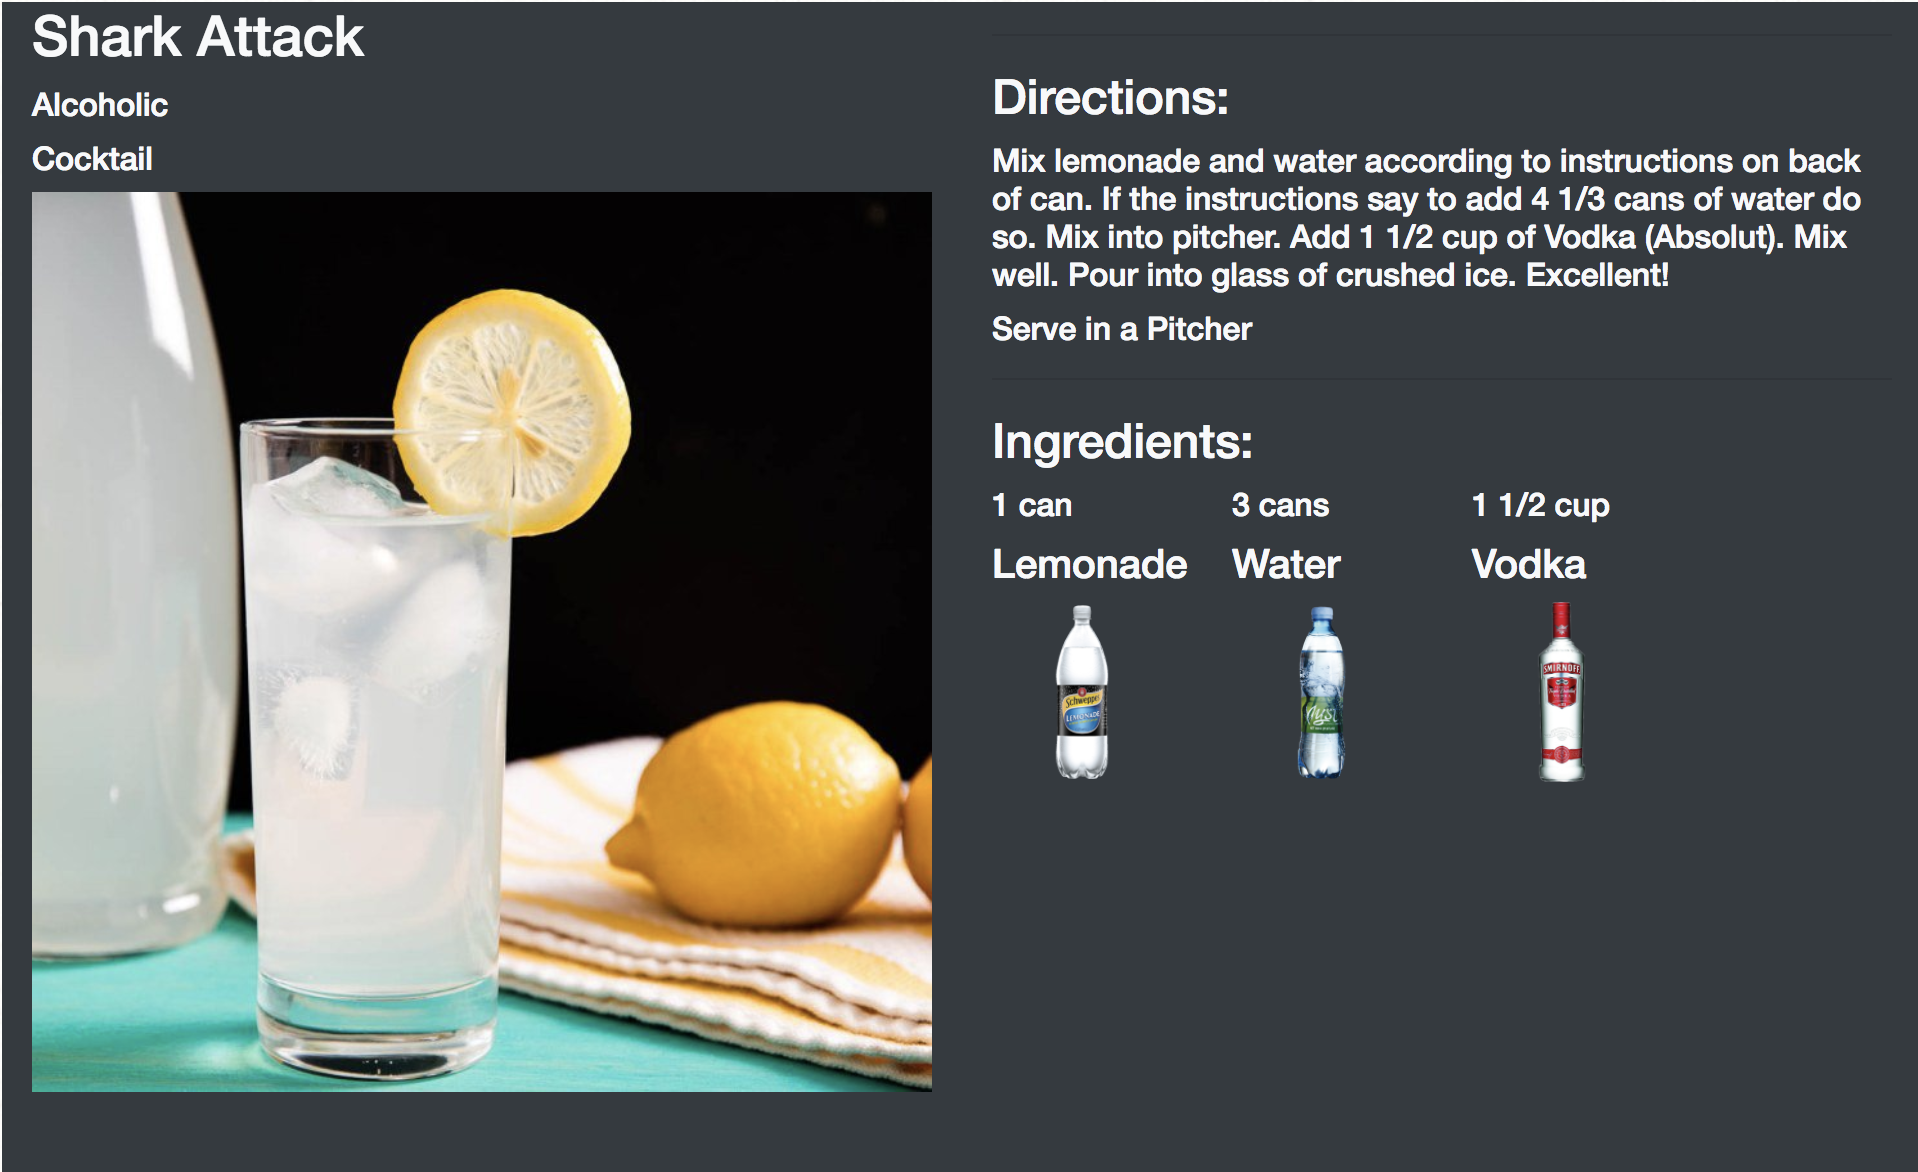 Shark Attack
Alcoholic
Cocktail
Directions:
Mix lemonade and water according to instructions on back
of can. If the instructions say to add 4 1/3 cans of water do
so. Mix into pitcher. Add 1 1/2 cup of Vodka (Absolut). Mix
well. Pour into glass of crushed ice. Excellent!
Serve in a Pitcher
Ingredients:
1 can
Lemonade
Schweppes
LEMONADE
3 cans
Water
1 1/2 cup
Vodka
SMIRNOFF